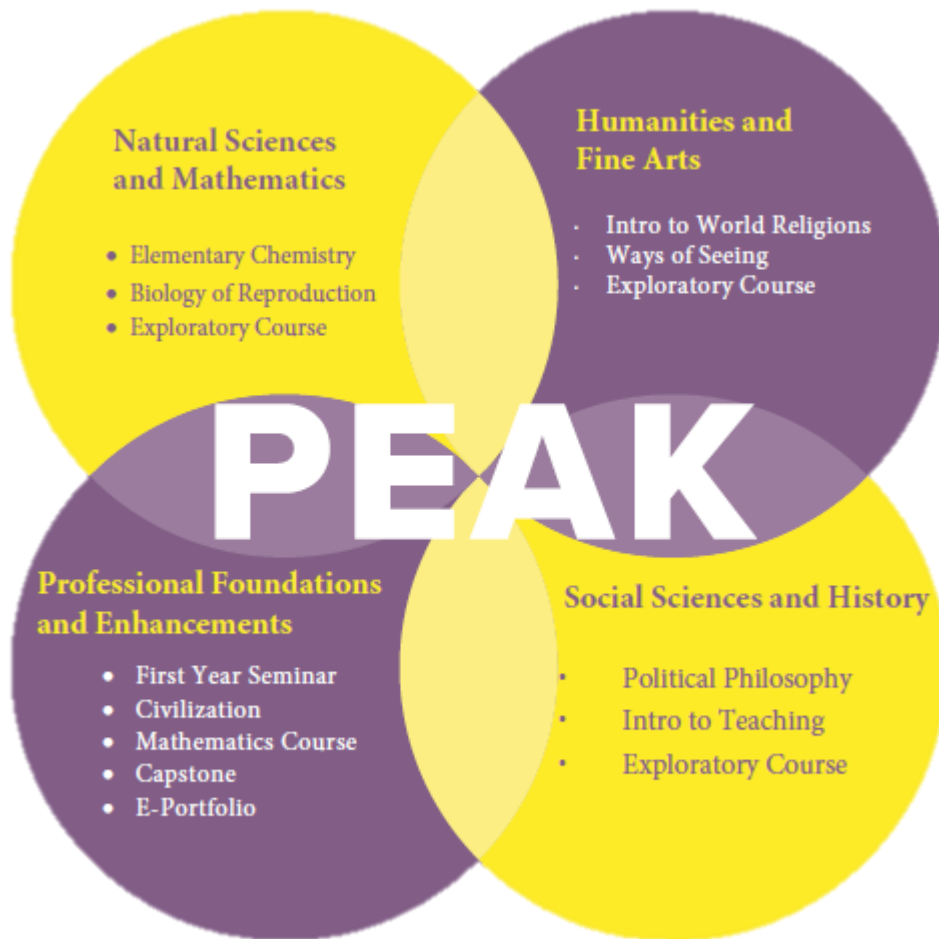 Natural Sciences
and Mathematics
• Elementary Chemistry
• Biology of Reproduction
• Exploratory Course
Humanities and
Fine Arts
· Intro to World Religions
· Ways of Seeing
· Exploratory Course
PEAK
Professional Foundations
and Enhancements
• First Year Seminar
• Civilization
• Mathematics Course
• Capstone
• E-Portfolio
Social Sciences and History
• Political Philosophy
• Intro to Teaching
• Exploratory Course